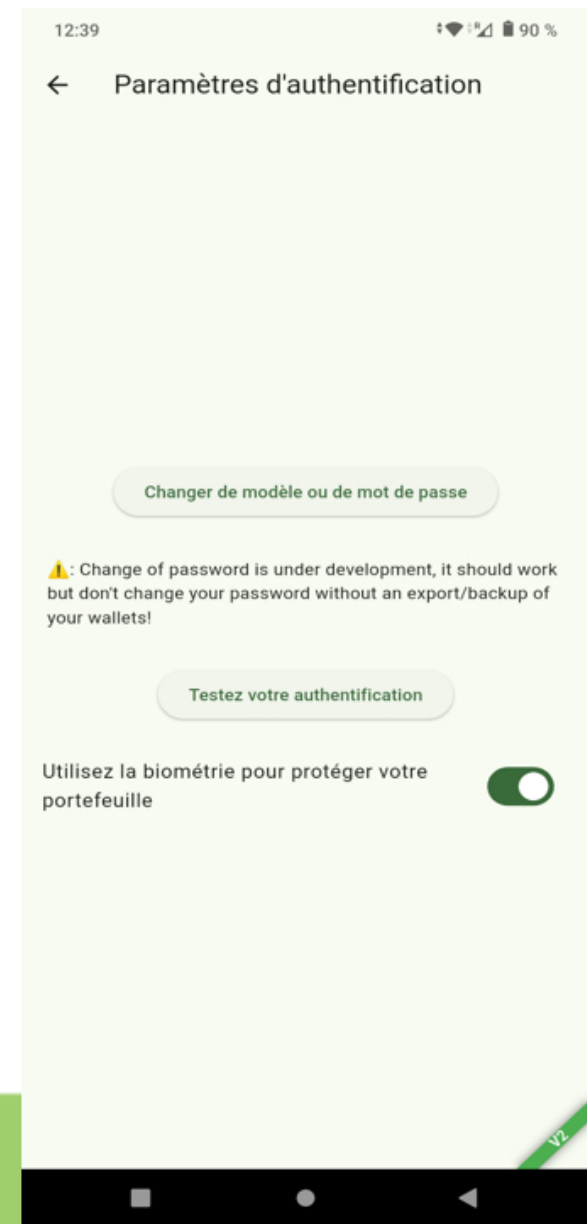 12:39
R
90 %
Paramètres d'authentification
Changer de modèle ou de mot de passe
⚠️: Change of password is under development, it should work
but don't change your password without an export/backup of
your wallets!
Testez votre authentification
Utilisez la biométrie pour protéger votre
portefeuille
V2